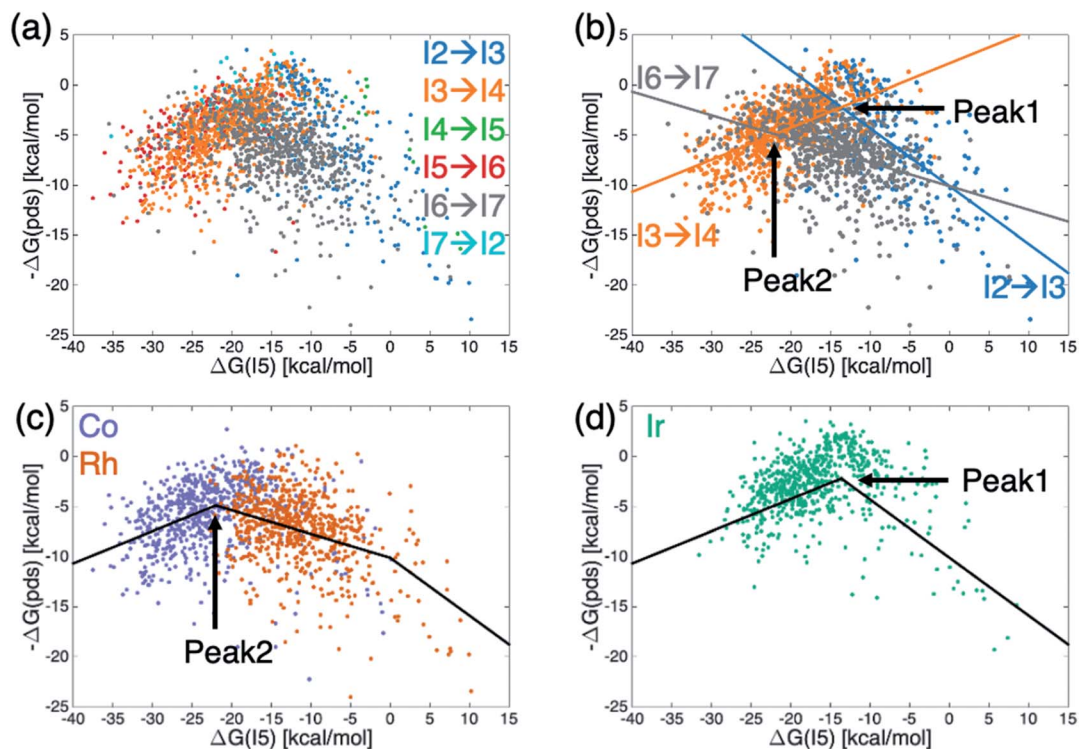 (a)
I2→I3
I3→I4
I4→I5
I5→I6
I6→I7
I7→I2
5
0
-5
-10
-15
-20
-25
-ΔG(pds) [kcal/mol]
-40 -35 -30 -25 -20 -15 -10 -5 0 5 10 15
ΔG(I5) [kcal/mol]
(b)
I6→I7
Peak1
I3→I4
Peak2
I2→I3
5
0
-5
-10
-15
-20
-25
-ΔG(pds) [kcal/mol]
-40 -35 -30 -25 -20 -15 -10 -5 0 5 10 15
ΔG(I5) [kcal/mol]
(c)
Co
Rh
Peak2
5
0
-5
-10
-15
-20
-25
-ΔG(pds) [kcal/mol]
-40 -35 -30 -25 -20 -15 -10 -5 0 5 10 15
ΔG(I5) [kcal/mol]
(d)
Ir
Peak1
5
0
-5
-10
-15
-20
-25
-ΔG(pds) [kcal/mol]
-40 -35 -30 -25 -20 -15 -10 -5 0 5 10 15
ΔG(I5) [kcal/mol]